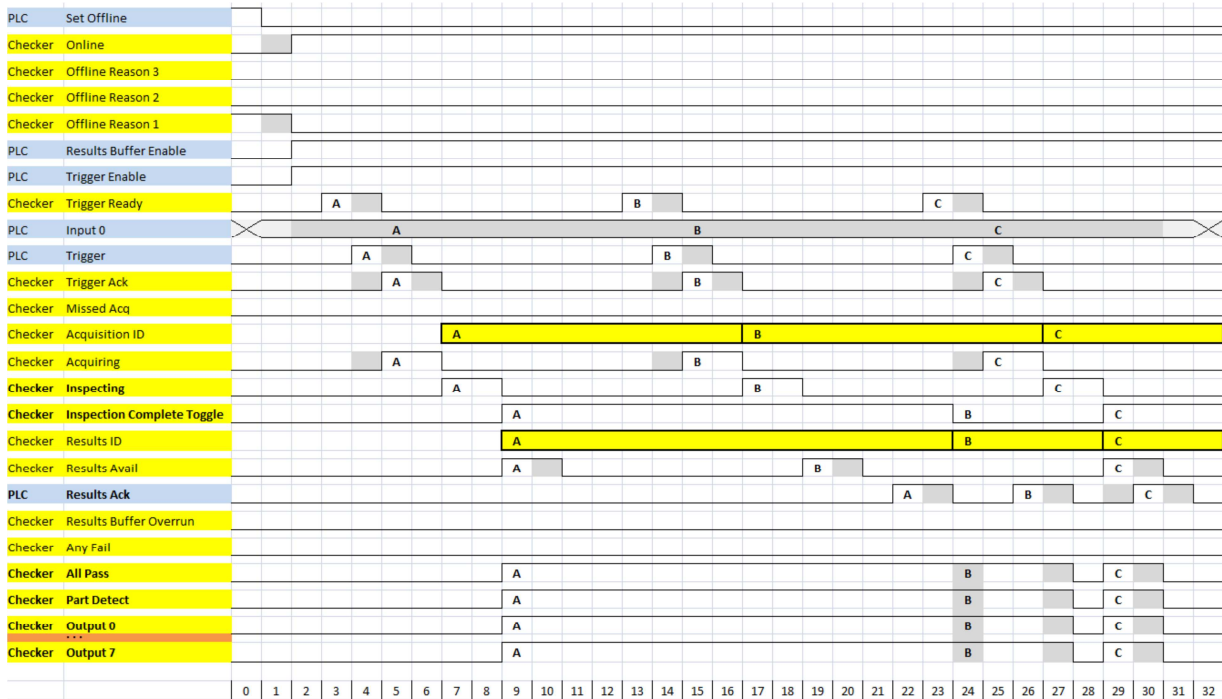 PLC Set Offline
Checker Online
Checker Offline Reason 3
Checker Offline Reason 2
Checker Offline Reason 1
PLC Results Buffer Enable
PLC Trigger Enable
Checker Trigger Ready A B C
PLC Input 0 A B C
PLC Trigger A B C
Checker Trigger Ack A B C
Checker Missed Acq
Checker Acquisition ID A B C
Checker Acquiring A B C
Checker Inspecting A B C
Checker Inspection Complete Toggle A B C
Checker Results ID A B C
Checker Results Avail A B C
PLC Results Ack A B C
Checker Results Buffer Overrun
Checker Any Fail
Checker All Pass A B C
Checker Part Detect A B C
Checker Output 0 A B C
...
Checker Output 7 A B C
0 1 2 3 4 5 6 7 8 9 10 11 12 13 14 15 16 17 18 19 20 21 22 23 24 25 26 27 28 29 30 31 32